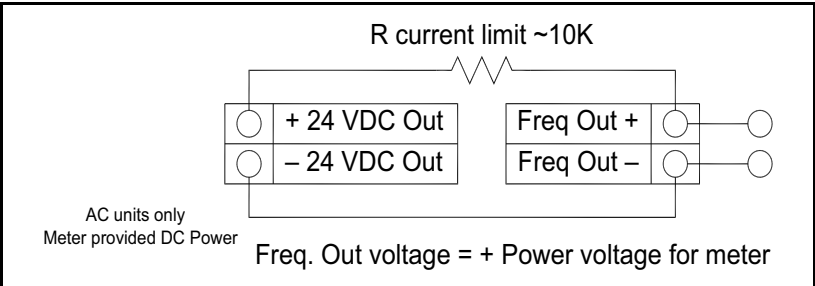 R current limit ~10K
+ 24 VDC Out
Freq Out +
– 24 VDC Out
Freq Out –
AC units only
Meter provided DC Power
Freq. Out voltage = + Power voltage for meter